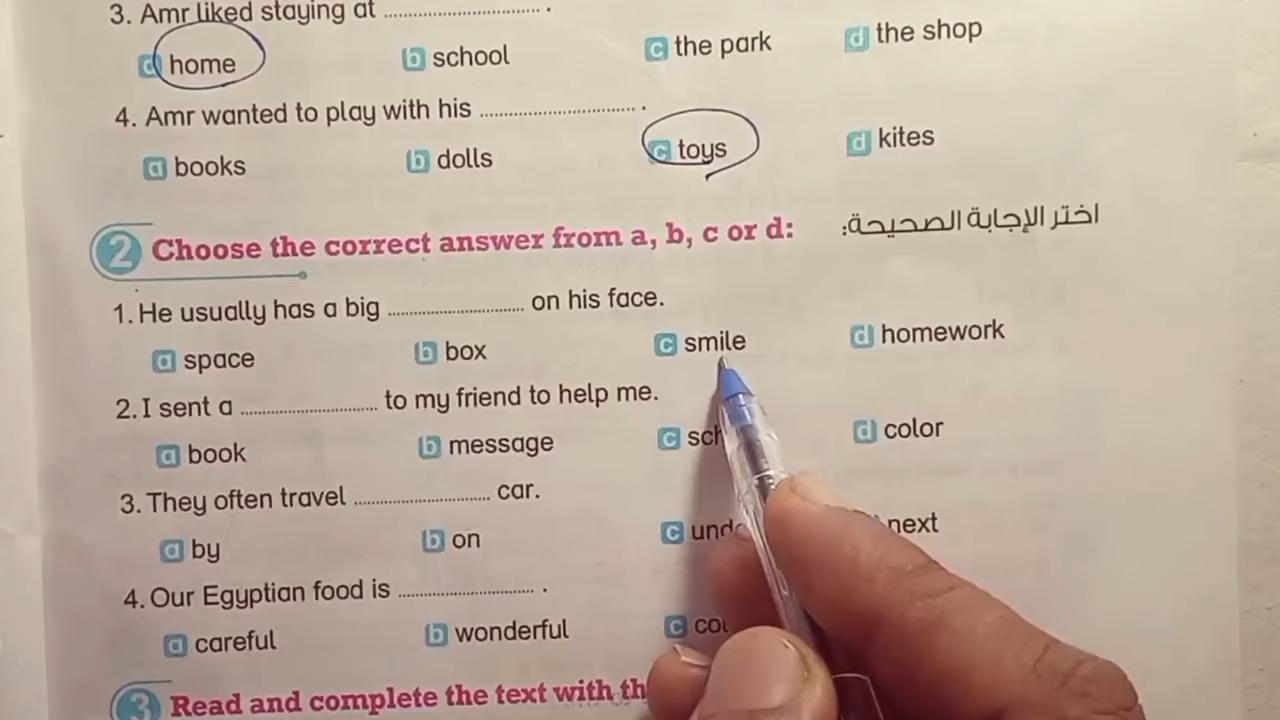 3. Amr liked staying at .............................. .
a home b school c the park d the shop
4. Amr wanted to play with his .............................. .
a books b dolls c toys d kites
2 Choose the correct answer from a, b, c or d: اختر الإجابة الصحيحة:
1. He usually has a big .............................. on his face.
a space b box c smile d homework
2. I sent a .............................. to my friend to help me.
a book b message c d color
3. They often travel .............................. car.
a by b on c next
4. Our Egyptian food is .............................. .
a careful b wonderful c
3 Read and complete the text with